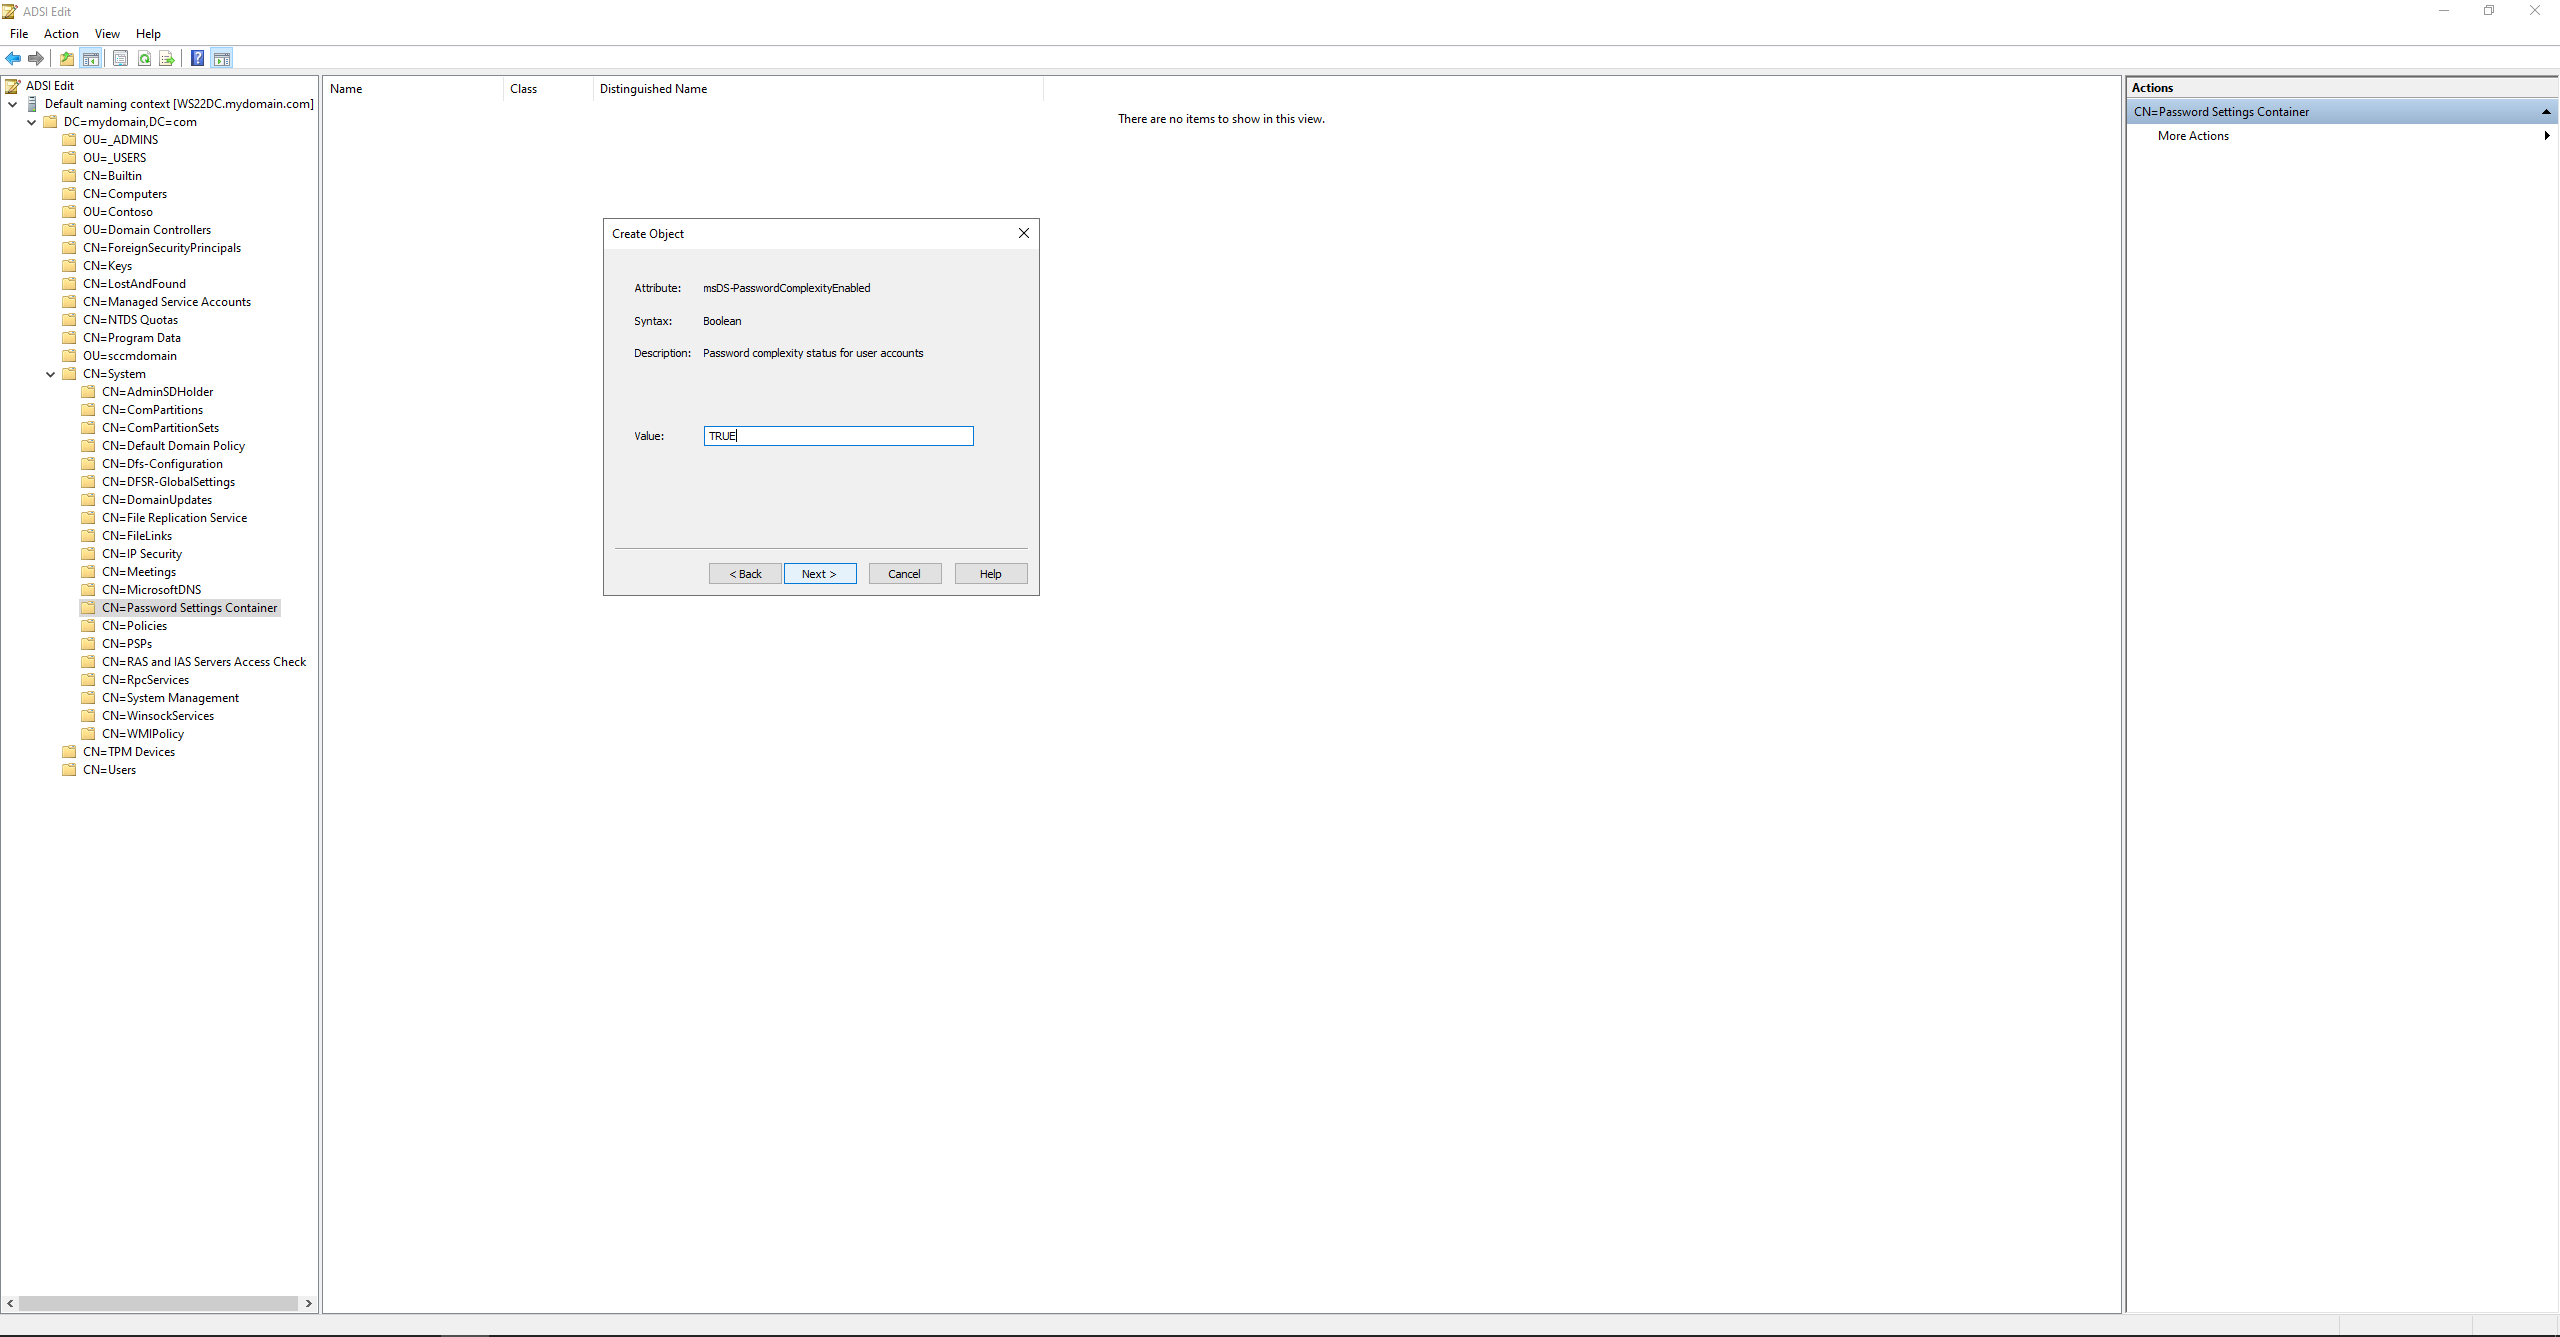 ADSI Edit
File Action View Help
ADSI Edit
Default naming context [WS22DC.mydomain.com]
DC=mydomain,DC=com
OU=_ADMINS
OU=_USERS
CN=Builtin
CN=Computers
OU=Contoso
OU=Domain Controllers
CN=ForeignSecurityPrincipals
CN=Keys
CN=LostAndFound
CN=Managed Service Accounts
CN=NTDS Quotas
CN=Program Data
OU=sccmdomain
CN=System
CN=AdminSDHolder
CN=ComPartitions
CN=ComPartitionSets
CN=Default Domain Policy
CN=Dfs-Configuration
CN=DFSR-GlobalSettings
CN=DomainUpdates
CN=File Replication Service
CN=FileLinks
CN=IP Security
CN=Meetings
CN=MicrosoftDNS
CN=Password Settings Container
CN=Policies
CN=PSPs
CN=RAS and IAS Servers Access Check
CN=RpcServices
CN=System Management
CN=WinsockServices
CN=WMIPolicy
CN=TPM Devices
CN=Users
Name Class Distinguished Name
There are no items to show in this view.
Create Object
Attribute: msDS-PasswordComplexityEnabled
Syntax: Boolean
Description: Password complexity status for user accounts
Value: TRUE
< Back Next > Cancel Help
Actions
CN=Password Settings Container
More Actions